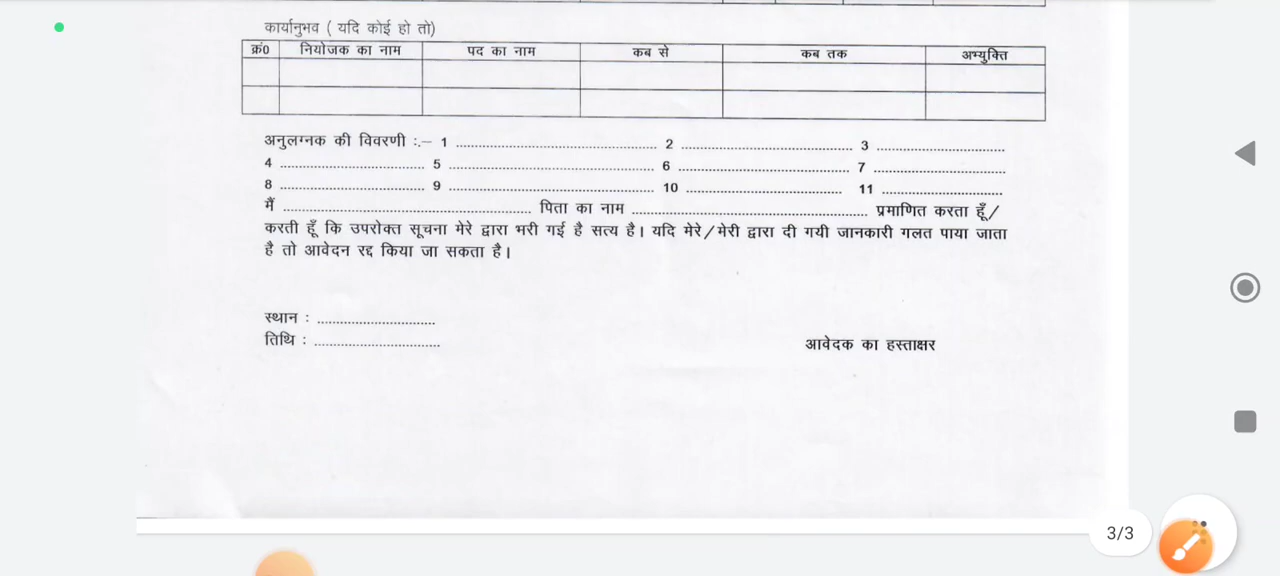 कार्यानुभव ( यदि कोई हो तो)
क्रं0 नियोजक का नाम पद का नाम कब से कब तक अभ्युक्ति
अनुलग्नक की विवरणी :.– 1 .................................................. 2 .......................................... 3 ...............................
4 .................................... 5 .................................................. 6 .......................................... 7 ...............................
8 .................................... 9 .................................................. 10 ...................................... 11 .............................
मैं ............................................................. पिता का नाम .......................................................... प्रमाणित करता हूँ/
करती हूँ कि उपरोक्त सूचना मेरे द्वारा भरी गई है सत्य है। यदि मेरे/मेरी द्वारा दी गयी जानकारी गलत पाया जाता
है तो आवेदन रद्द किया जा सकता है।
स्थान : .............................
तिथि : ...............................
आवेदक का हस्ताक्षर
3/3